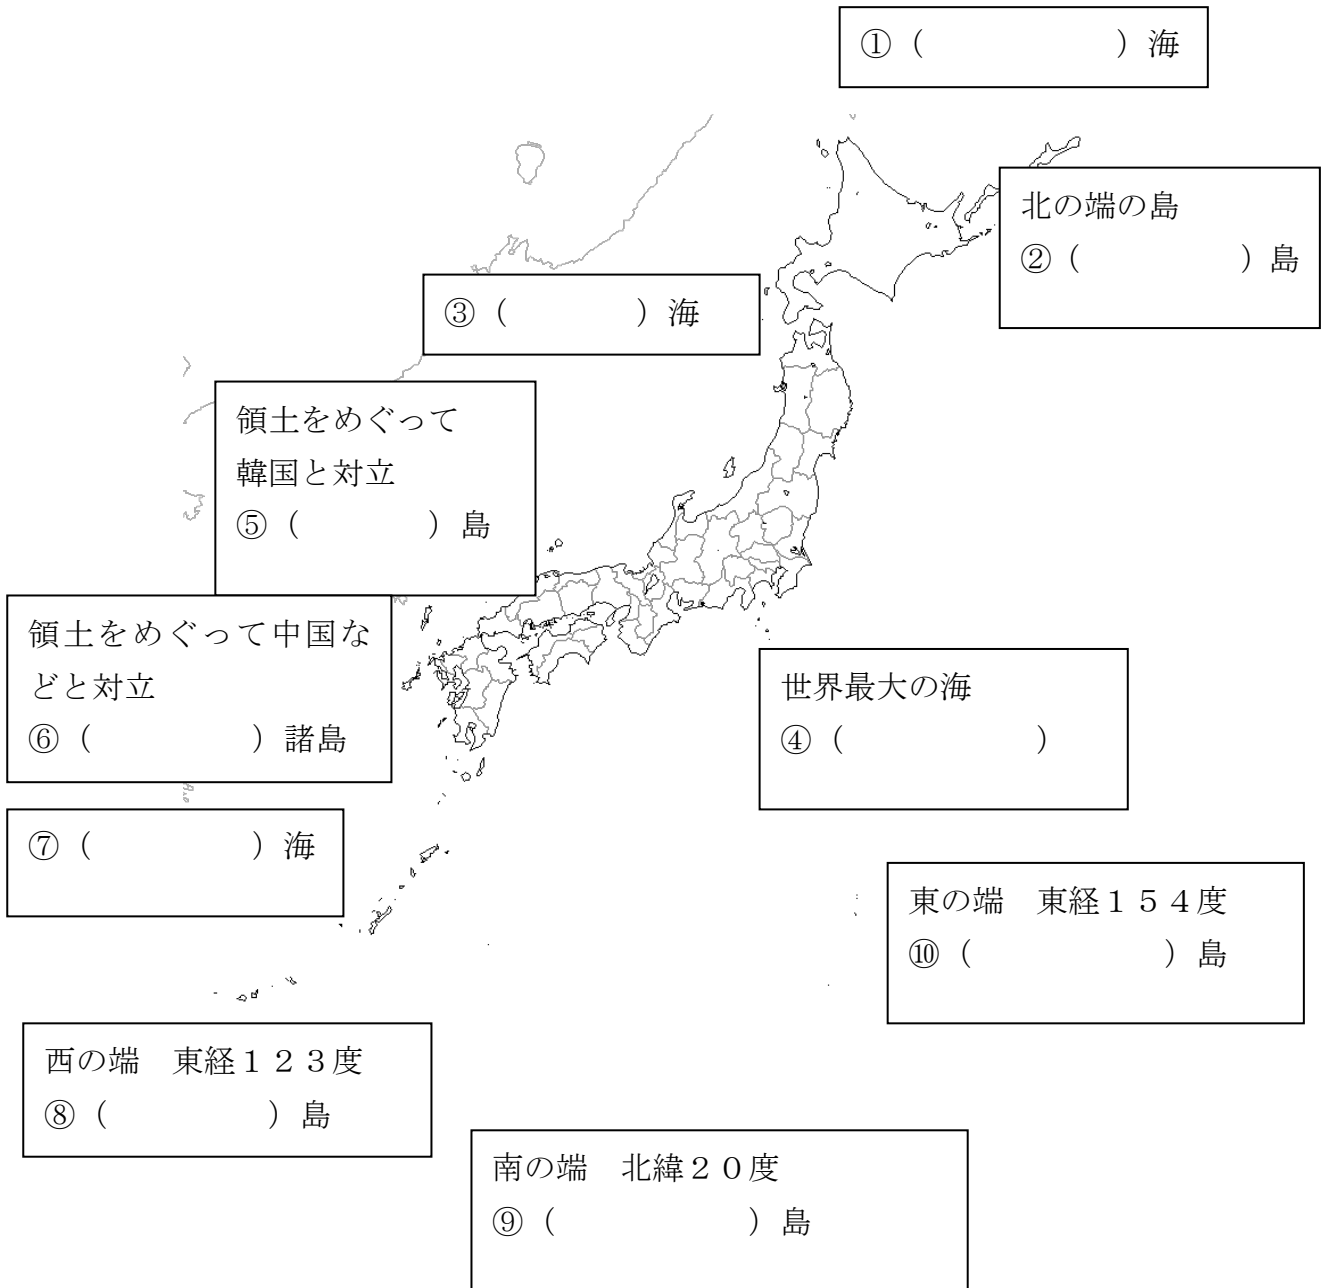 ①（　　　　　　）海
北の端の島
②（　　　　　）島
③（　　　　）海
領土をめぐって
韓国と対立
⑤（　　　　）島
領土をめぐって中国な
どと対立
⑥（　　　　　）諸島
世界最大の海
④（　　　　　　）
⑦（　　　　　）海
東の端　東経１５４度
⑩（　　　　　　）島
西の端　東経１２３度
⑧（　　　　　）島
南の端　北緯２０度
⑨（　　　　　　）島